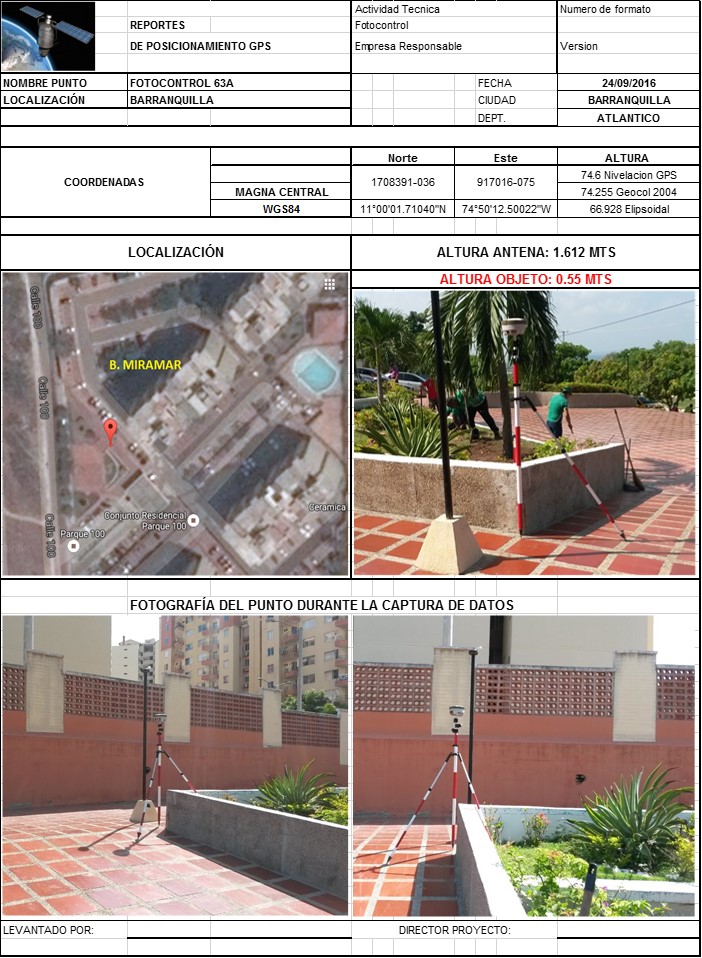 Actividad Tecnica
Numero de formato
REPORTES
Fotocontrol
DE POSICIONAMIENTO GPS
Empresa Responsable
Version
NOMBRE PUNTO
FOTOCONTROL 63A
FECHA
24/09/2016
LOCALIZACIÓN
BARRANQUILLA
CIUDAD
BARRANQUILLA
DEPT.
ATLANTICO
Norte
Este
ALTURA
COORDENADAS
1708391-036
917016-075
74.6 Nivelacion GPS
MAGNA CENTRAL
74.255 Geocol 2004
WGS84
11°00'01.71040"N
74°50'12.50022"W
66.928 Elipsoidal
LOCALIZACIÓN
ALTURA ANTENA: 1.612 MTS
ALTURA OBJETO: 0.55 MTS
Calle 100
B. MIRAMAR
Calle 100
Conjunto Residencial
Parque 100
Ceramica
Parque 100
Calle 100
FOTOGRAFÍA DEL PUNTO DURANTE LA CAPTURA DE DATOS
LEVANTADO POR:
DIRECTOR PROYECTO: